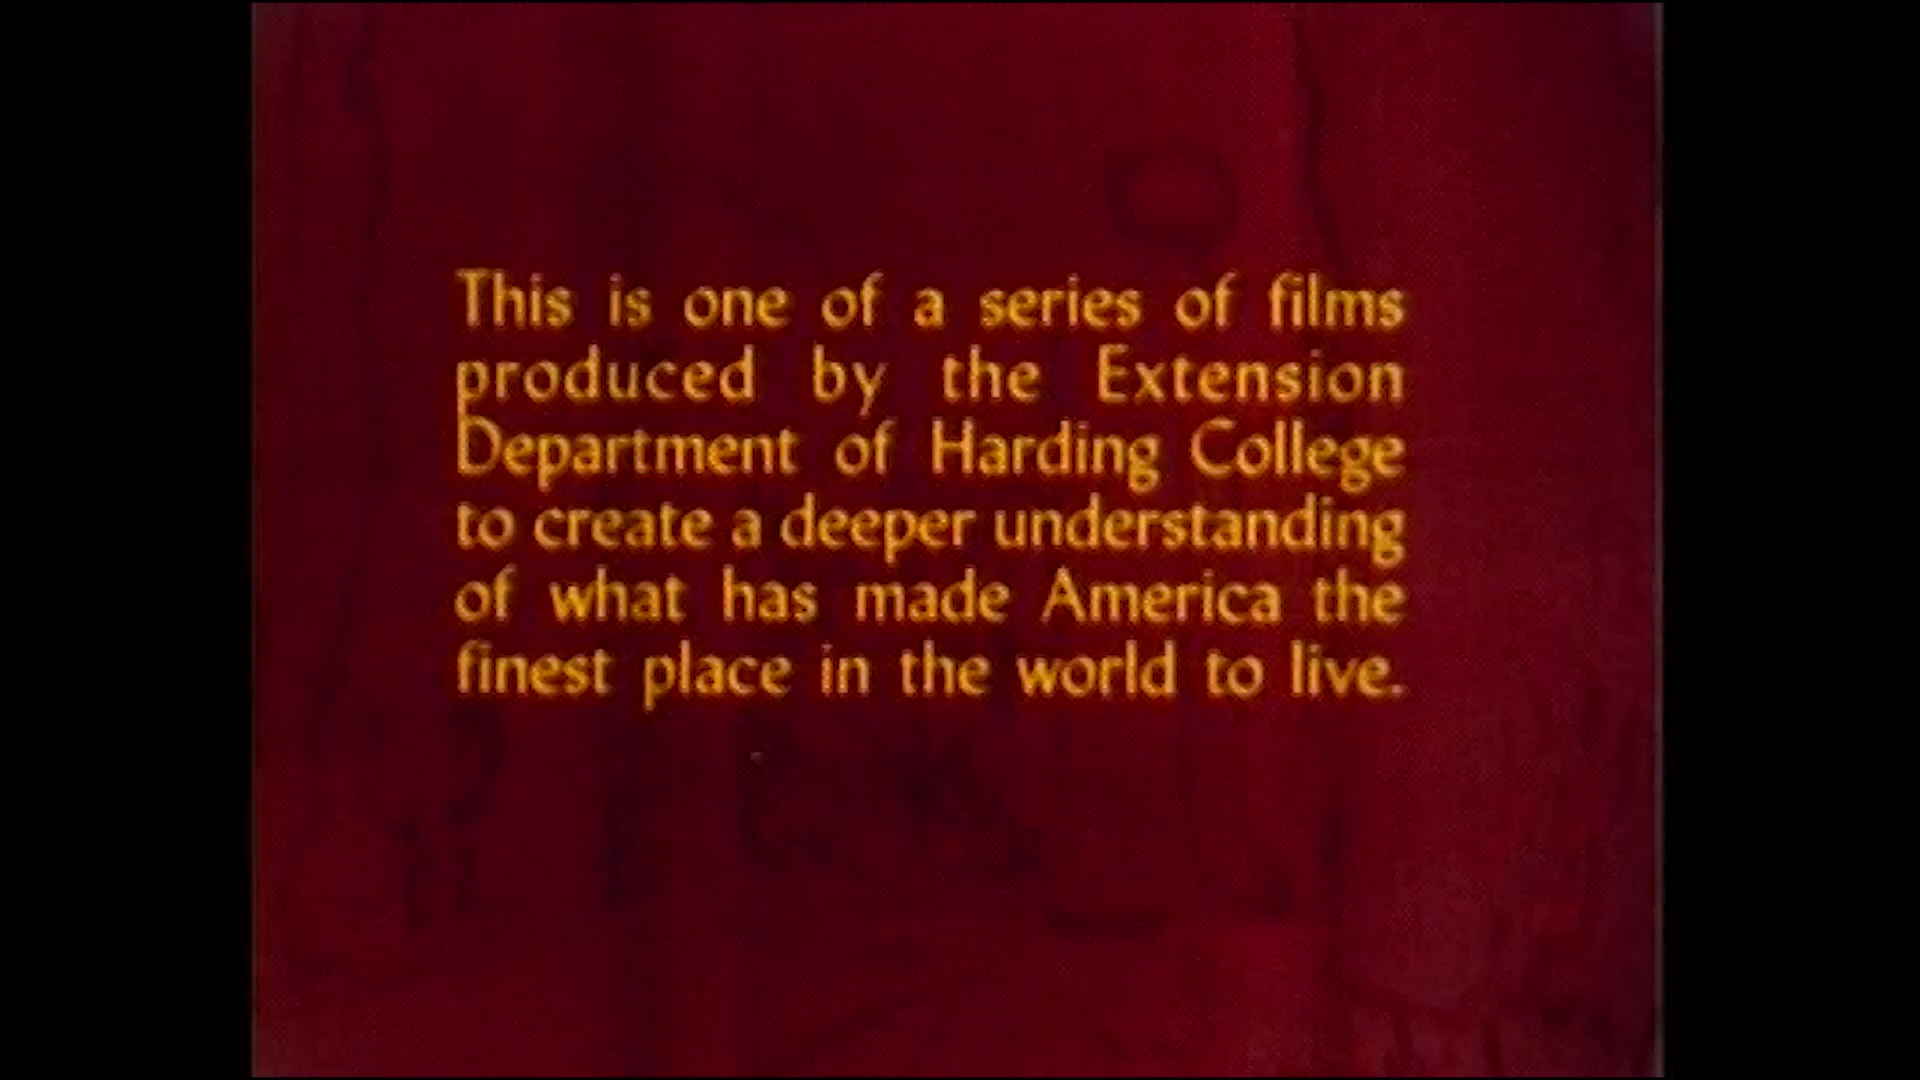 This is one of a series of films
produced by the Extension
Department of Harding College
to create a deeper understanding
of what has made America the
finest place in the world to live.